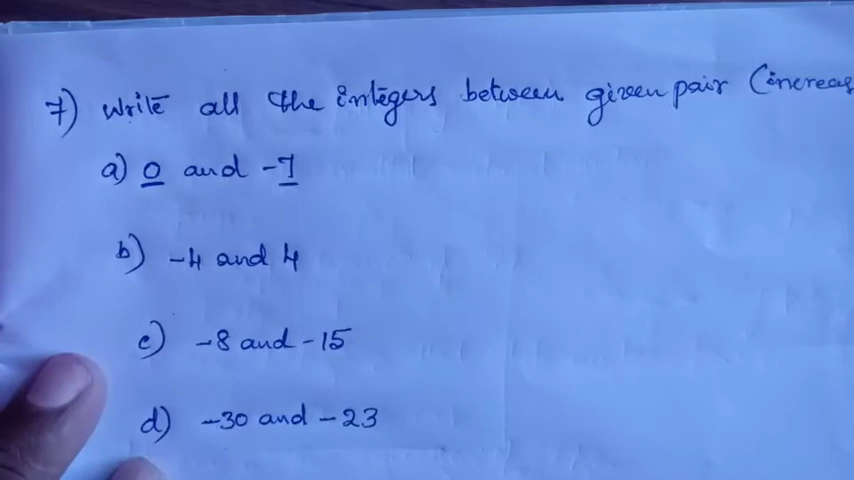 7) Write all the integers between given pair (increas
a) 0 and -7
b) -4 and 4
c) -8 and -15
d) -30 and -23